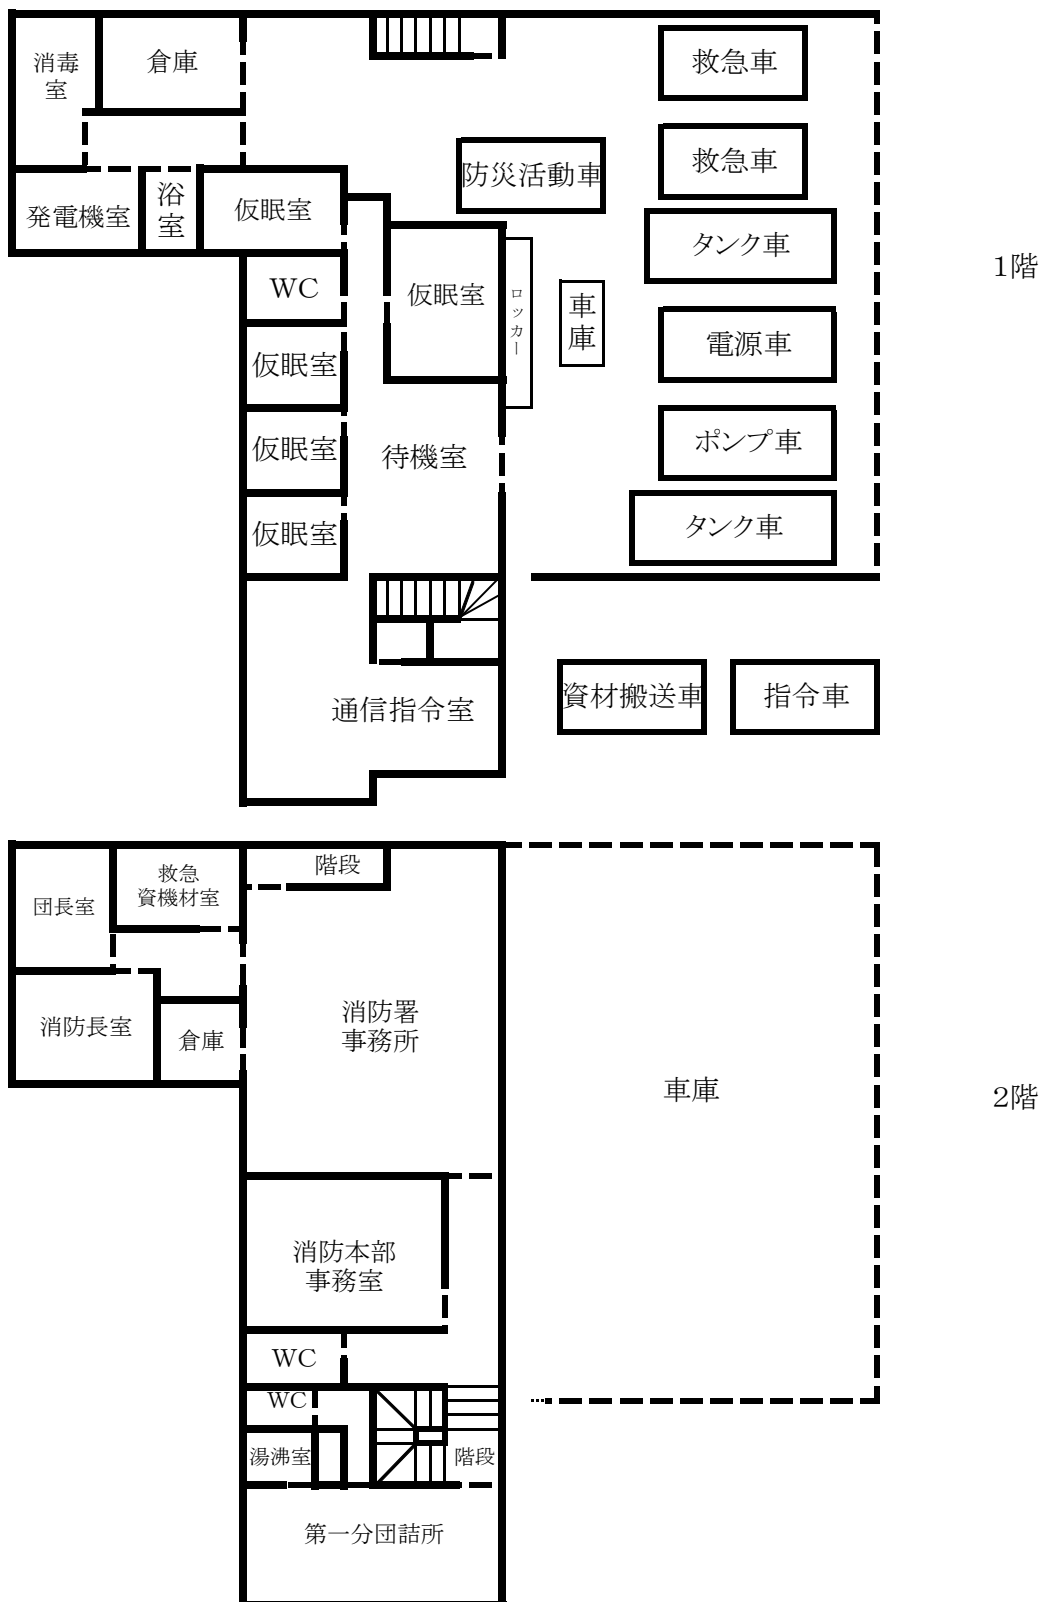 消毒
室
倉庫
救急車
救急車
防災活動車
発電機室
浴
室
仮眠室
タンク車
1階
WC
仮眠室
ロッカー
車
庫
電源車
仮眠室
仮眠室
待機室
ポンプ車
仮眠室
タンク車
通信指令室
資材搬送車
指令車
団長室
救急
資機材室
階段
消防長室
倉庫
消防署
事務所
車庫
2階
消防本部
事務室
WC
WC
湯沸室
階段
第一分団詰所